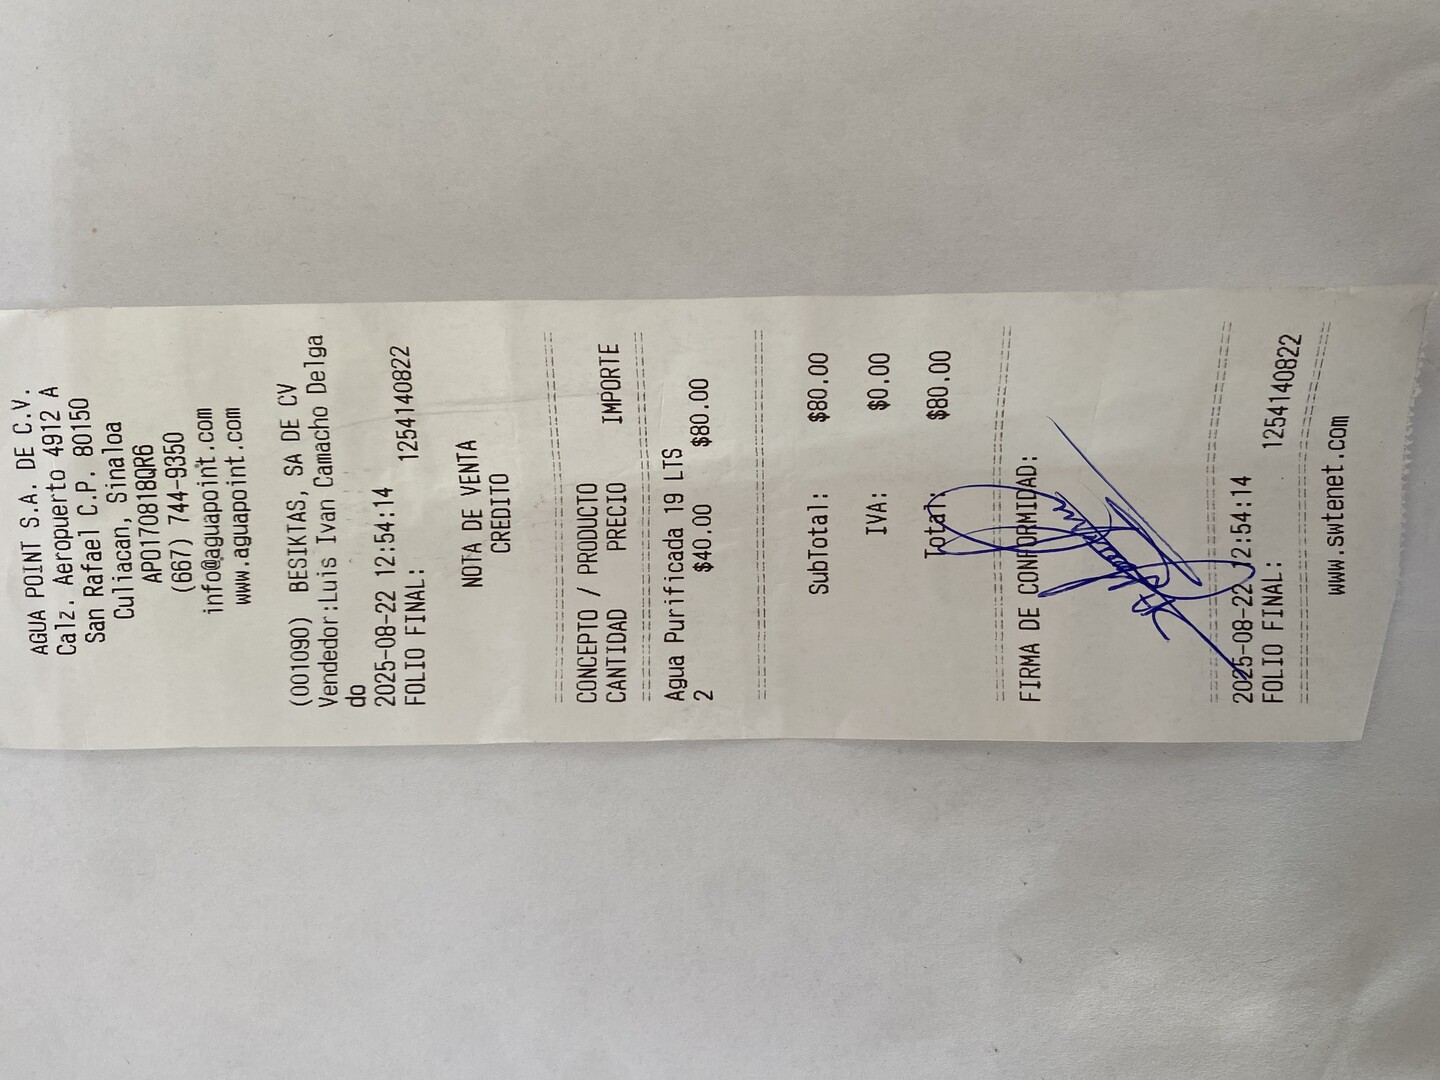 AGUA POINT S.A. DE C.V.
Calz. Aeropuerto 4912 A
San Rafael C.P. 80150
Culiacan, Sinaloa
APO170818QR6
(667) 744-9350
info@aguapoint.com
www.aguapoint.com
(001090) BESIKTAS, SA DE CV
Vendedor:Luis Ivan Camacho Delga
do
2025-08-22 12:54:14
FOLIO FINAL: 1254140822
NOTA DE VENTA
CREDITO
CONCEPTO / PRODUCTO
CANTIDAD PRECIO IMPORTE
Agua Purificada 19 LTS
2 $40.00 $80.00
SubTotal: $80.00
IVA: $0.00
Total: $80.00
FIRMA DE CONFORMIDAD:
2025-08-22 12:54:14
FOLIO FINAL: 1254140822
www.swtenet.com